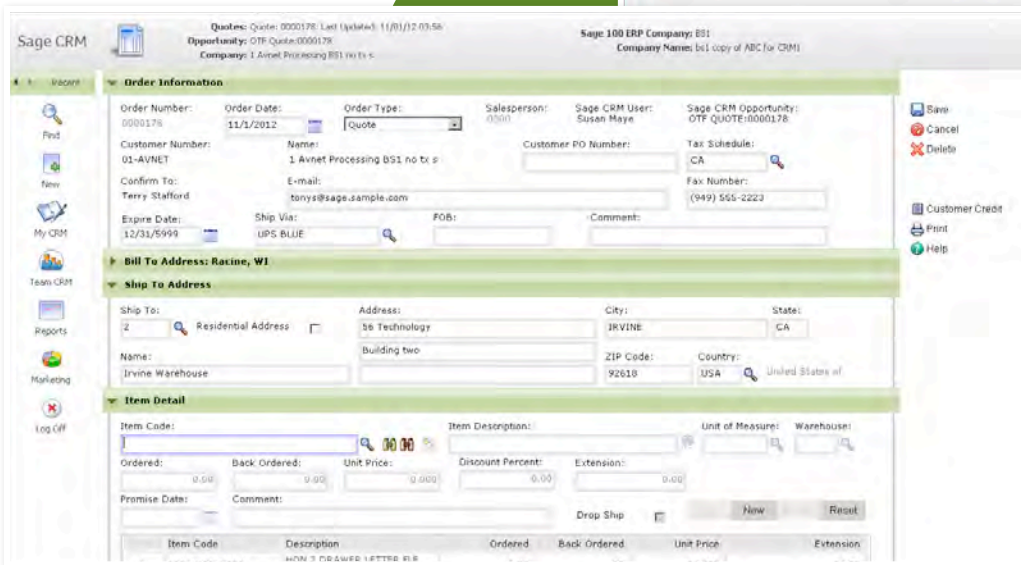 Sage CRM
Quotes: Quote: 0000178 Last Updated: 11/01/12 03:56
Opportunity: OTF Quote:0000178
Company: 1 Avnet Processing BS1 no tx s
Sage 100 ERP Company: BS1
Company Name: bs1 copy of ABC for CRM1
Recent
Find
New
My CRM
Team CRM
Reports
Marketing
Log Off
Order Information
Order Number: Order Date: Order Type: Salesperson: Sage CRM User: Sage CRM Opportunity:
0000178 11/1/2012 Quote Susan Maye OTF QUOTE:0000178
Customer Number: Name: Customer PO Number: Tax Schedule:
01-AVNET 1 Avnet Processing BS1 no tx s CA
Confirm To: E-mail: Fax Number:
Terry Stafford tonys@sage.sample.com (949) 555-2223
Expire Date: Ship Via: FOB: Comment:
12/31/5999 UPS BLUE
Bill To Address: Racine, WI
Ship To Address
Ship To: Address: City: State:
2 Residential Address 56 Technology IRVINE CA
Building two
Name: ZIP Code: Country:
Irvine Warehouse 92618 USA United States of
Item Detail
Item Code: Item Description: Unit of Measure: Warehouse:
Ordered: Back Ordered: Unit Price: Discount Percent: Extension:
0.00 0.00 0.000 0.00 0.00
Promise Date: Comment:
Drop Ship New Reset
Item Code Description Ordered Back Ordered Unit Price Extension
HON 2 DRAWER LETTER FLE
Save
Cancel
Delete
Customer Credit
Print
Help